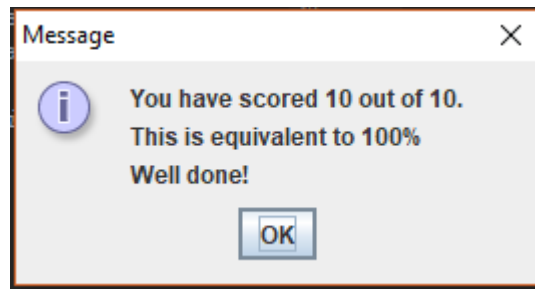 Message
You have scored 10 out of 10.
This is equivalent to 100%
Well done!
OK